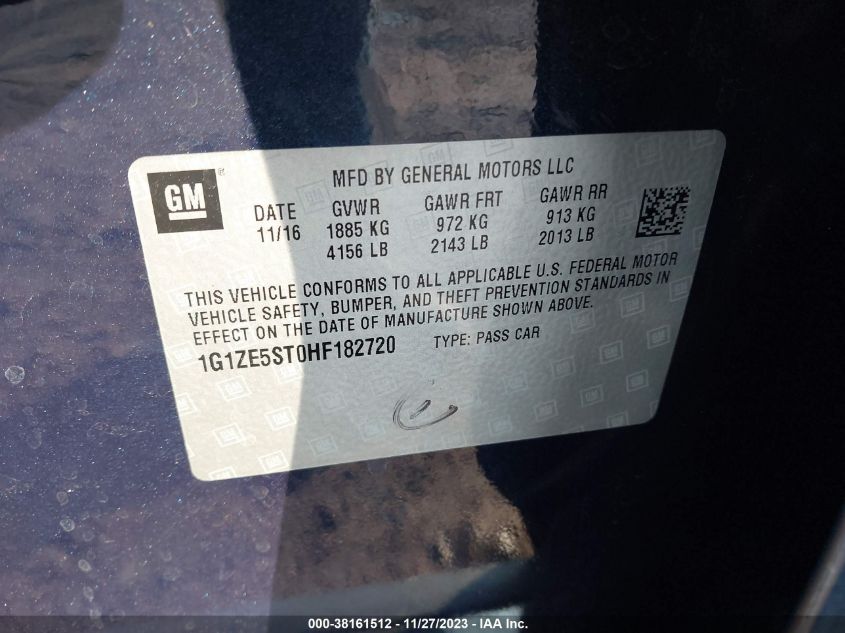 MFD BY GENERAL MOTORS LLC
GM ®
DATE GVWR GAWR FRT GAWR RR
11/16 1885 KG 972 KG 913 KG
4156 LB 2143 LB 2013 LB
THIS VEHICLE CONFORMS TO ALL APPLICABLE U.S. FEDERAL MOTOR
VEHICLE SAFETY, BUMPER, AND THEFT PREVENTION STANDARDS IN
EFFECT ON THE DATE OF MANUFACTURE SHOWN ABOVE.
1G1ZE5ST0HF182720 TYPE: PASS CAR
000-38161512 - 11/27/2023 - IAA Inc.